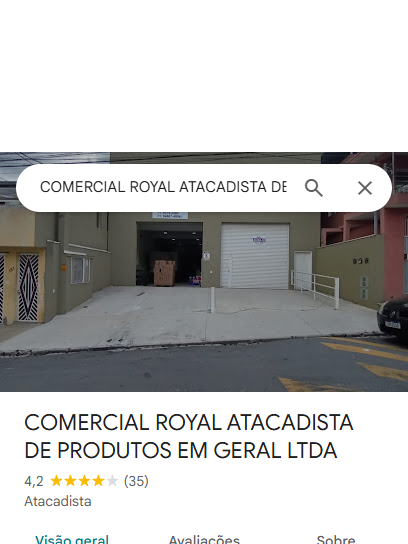 COMERCIAL ROYAL ATACADISTA DE
COMERCIAL ROYAL ATACADISTA
DE PRODUTOS EM GERAL LTDA
4,2 (35)
Atacadista
Visão geral Avaliações Sobre